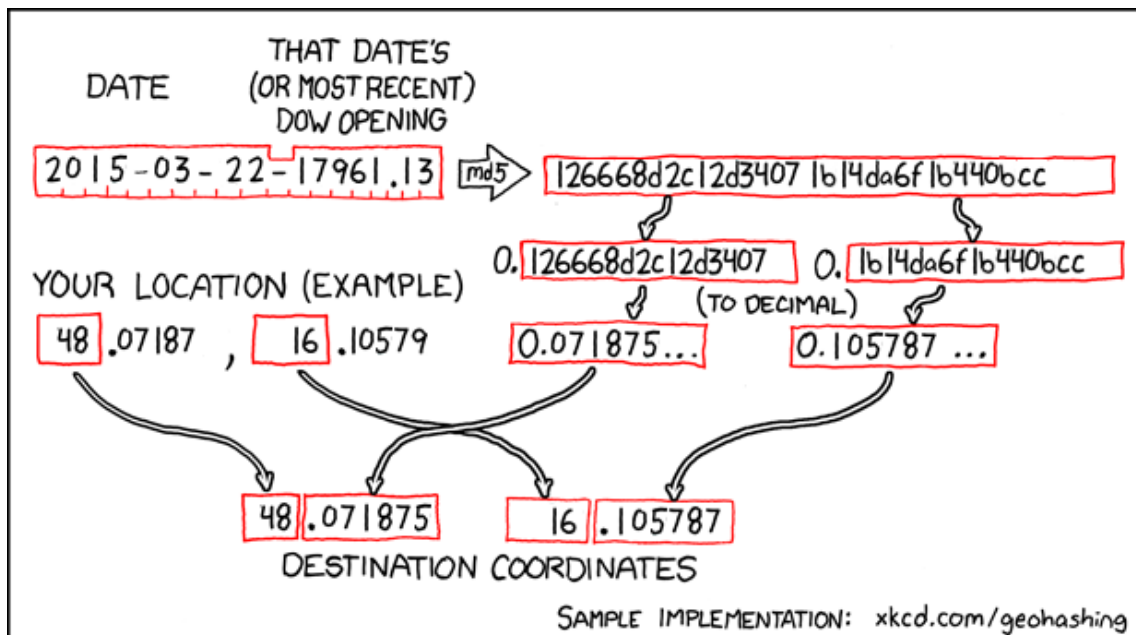 DATE
THAT DATE'S
(OR MOST RECENT)
DOW OPENING
2015-03-22-17961.13
md5
126668d2c12d34071b14da6f1b440bcc
0.126668d2c12d3407
0.1b14da6f1b440bcc
YOUR LOCATION (EXAMPLE)
(TO DECIMAL)
48.07187, 16.10579
0.071875...
0.105787...
48.071875
16.105787
DESTINATION COORDINATES
SAMPLE IMPLEMENTATION: xkcd.com/geohashing